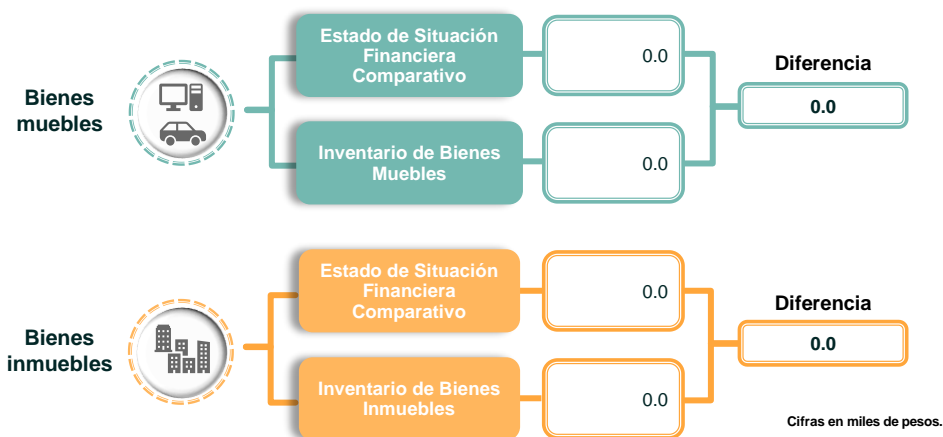 Bienes
muebles
Estado de Situación
Financiera
Comparativo
0.0
Inventario de Bienes
Muebles
0.0
Diferencia
0.0
Bienes
inmuebles
Estado de Situación
Financiera
Comparativo
0.0
Inventario de Bienes
Inmuebles
0.0
Diferencia
0.0
Cifras en miles de pesos.